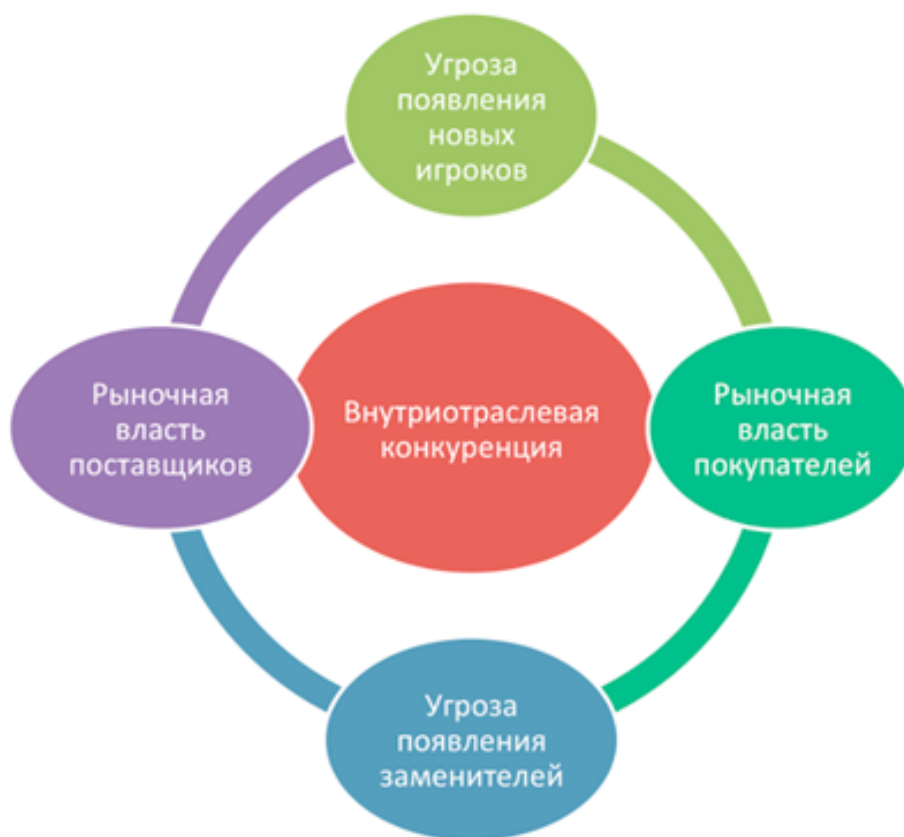 Угроза
появления
новых
игроков
Рыночная
власть
поставщиков
Внутриотраслевая
конкуренция
Рыночная
власть
покупателей
Угроза
появления
заменителей